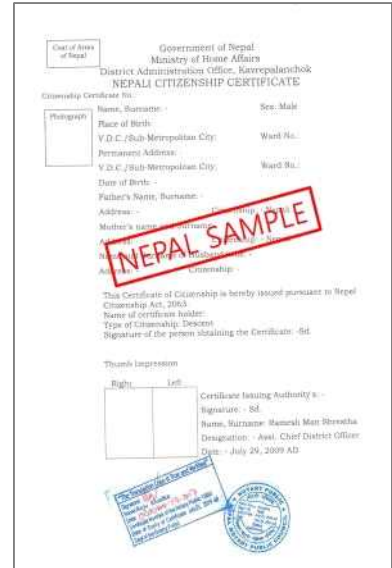 Coat of Arms
of Nepal
Government of Nepal
Ministry of Home Affairs
District Administration Office, Kavrepalanchok
NEPALI CITIZENSHIP CERTIFICATE
Citizenship Certificate No.
Photograph
Name, Surname: -
Sex: Male
Place of Birth:
V.D.C./Sub-Metropolitan City:
Ward No.:
Permanent Address:
V.D.C./Sub-Metropolitan City:
Ward No.:
Date of Birth: -
Father's Name, Surname: -
Address: -
Mother's name
NEPAL SAMPLE
Citizenship: -
This Certificate of Citizenship is hereby issued pursuant to Nepal
Citizenship Act, 2063
Name of certificate holder:
Type of Citizenship: Descent
Signature of the person obtaining the Certificate: -Sd.
Thumb Impression
Right
Left
Certificate Issuing Authority's: -
Signature: - Sd.
Name, Surname: Ramesh Man Shrestha
Designation: - Asst. Chief District Officer
Date: - July 29, 2009 AD
NOTARY PUBLIC